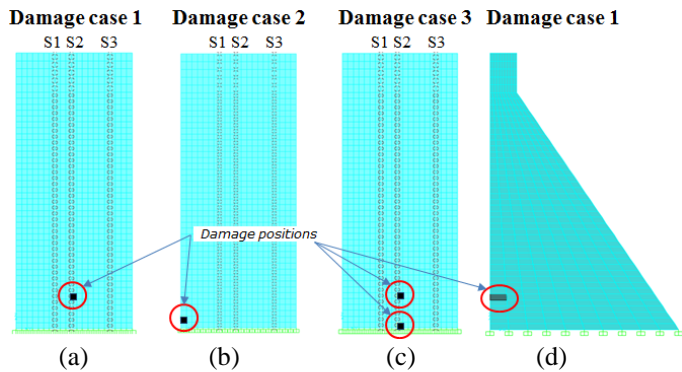 Damage case 1 Damage case 2 Damage case 3 Damage case 1
S1 S2 S3 S1 S2 S3 S1 S2 S3
Damage positions
(a) (b) (c) (d)